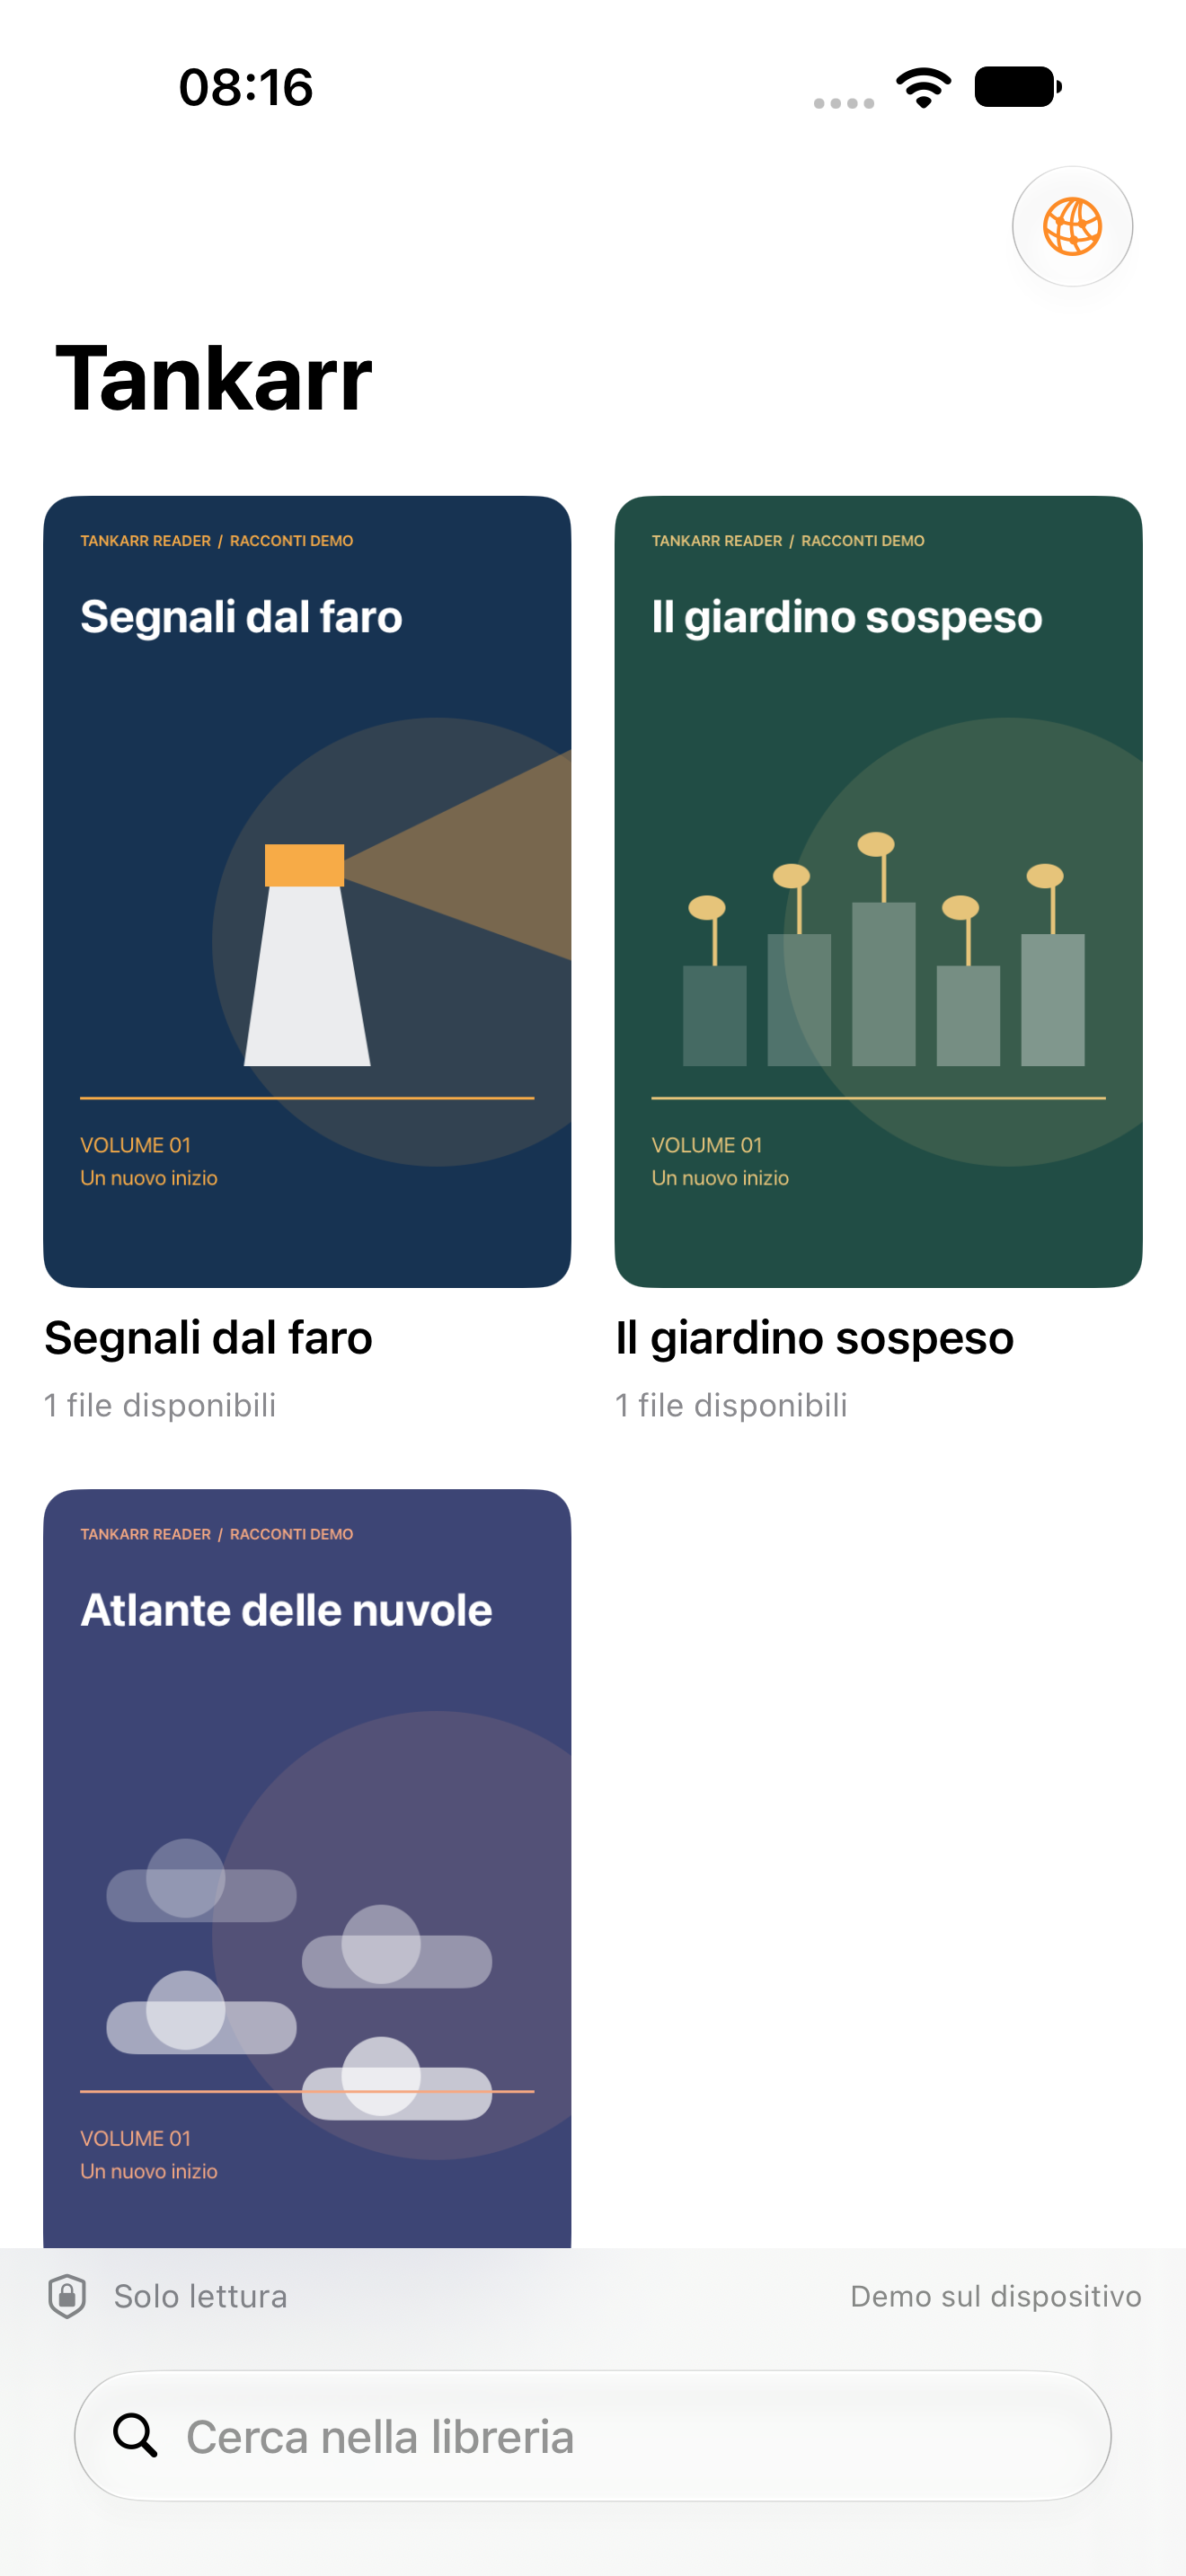 08:16
Tankarr
TANKARR READER / RACCONTI DEMO
Segnali dal faro
VOLUME 01
Un nuovo inizio
Segnali dal faro
1 file disponibili
TANKARR READER / RACCONTI DEMO
Il giardino sospeso
VOLUME 01
Un nuovo inizio
Il giardino sospeso
1 file disponibili
TANKARR READER / RACCONTI DEMO
Atlante delle nuvole
VOLUME 01
Un nuovo inizio
Solo lettura
Demo sul dispositivo
Cerca nella libreria